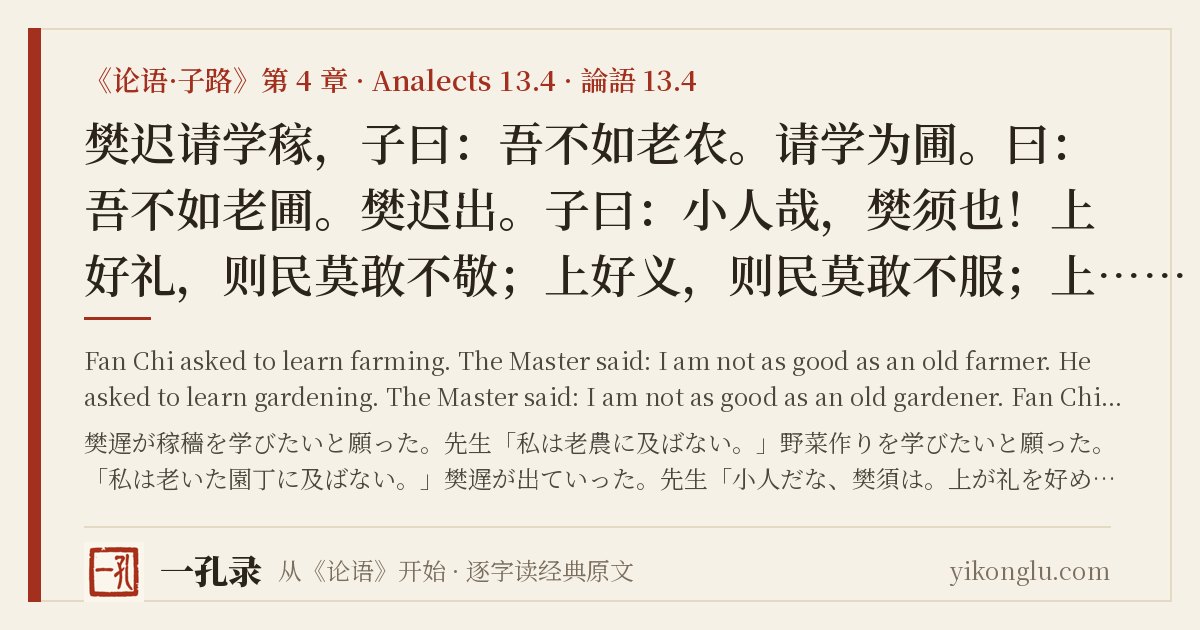 《论语·子路》第 4 章 · Analects 13.4 · 論語 13.4
樊迟请学稼，子曰：吾不如老农。请学为圃。曰：
吾不如老圃。樊迟出。子曰：小人哉，樊须也！上
好礼，则民莫敢不敬；上好义，则民莫敢不服；上……
Fan Chi asked to learn farming. The Master said: I am not as good as an old farmer. He
asked to learn gardening. The Master said: I am not as good as an old gardener. Fan Chi...
樊遅が稼穡を学びたいと願った。先生「私は老農に及ばない。」野菜作りを学びたいと願った。
「私は老いた園丁に及ばない。」樊遅が出ていった。先生「小人だな、樊須は。上が礼を好め…
一孔
一孔录 从《论语》开始 · 逐字读经典原文 yikonglu.com